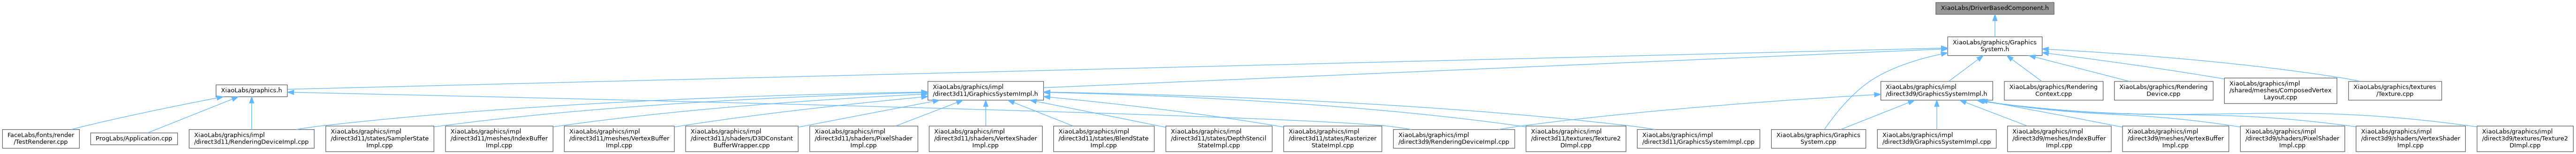 XiaoLabs/DriverBasedComponent.h
XiaoLabs/graphics/Graphics
System.h
XiaoLabs/graphics.h
XiaoLabs/graphics/impl
/direct3d11/GraphicsSystemImpl.h
XiaoLabs/graphics/impl
/direct3d9/GraphicsSystemImpl.h
XiaoLabs/graphics/Rendering
Context.cpp
XiaoLabs/graphics/Rendering
Device.cpp
XiaoLabs/graphics/impl
/shared/meshes/ComposedVertex
Layout.cpp
XiaoLabs/graphics/textures
/Texture.cpp
FaceLabs/fonts/render
/TestRenderer.cpp
ProgLabs/Application.cpp
XiaoLabs/graphics/impl
/direct3d11/RenderingDeviceImpl.cpp
XiaoLabs/graphics/impl
/direct3d11/states/SamplerState
Impl.cpp
XiaoLabs/graphics/impl
/direct3d11/meshes/IndexBuffer
Impl.cpp
XiaoLabs/graphics/impl
/direct3d11/meshes/VertexBuffer
Impl.cpp
XiaoLabs/graphics/impl
/direct3d11/shaders/D3DConstant
BufferWrapper.cpp
XiaoLabs/graphics/impl
/direct3d11/shaders/PixelShader
Impl.cpp
XiaoLabs/graphics/impl
/direct3d11/shaders/VertexShader
Impl.cpp
XiaoLabs/graphics/impl
/direct3d11/states/BlendState
Impl.cpp
XiaoLabs/graphics/impl
/direct3d11/states/DepthStencil
StateImpl.cpp
XiaoLabs/graphics/impl
/direct3d11/states/Rasterizer
StateImpl.cpp
XiaoLabs/graphics/impl
/direct3d9/RenderingDeviceImpl.cpp
XiaoLabs/graphics/impl
/direct3d11/textures/Texture2
DImpl.cpp
XiaoLabs/graphics/impl
/direct3d11/GraphicsSystemImpl.cpp
XiaoLabs/graphics/Graphics
System.cpp
XiaoLabs/graphics/impl
/direct3d9/GraphicsSystemImpl.cpp
XiaoLabs/graphics/impl
/direct3d9/meshes/IndexBuffer
Impl.cpp
XiaoLabs/graphics/impl
/direct3d9/meshes/VertexBuffer
Impl.cpp
XiaoLabs/graphics/impl
/direct3d9/shaders/PixelShader
Impl.cpp
XiaoLabs/graphics/impl
/direct3d9/shaders/VertexShader
Impl.cpp
XiaoLabs/graphics/impl
/direct3d9/textures/Texture2
DImpl.cpp